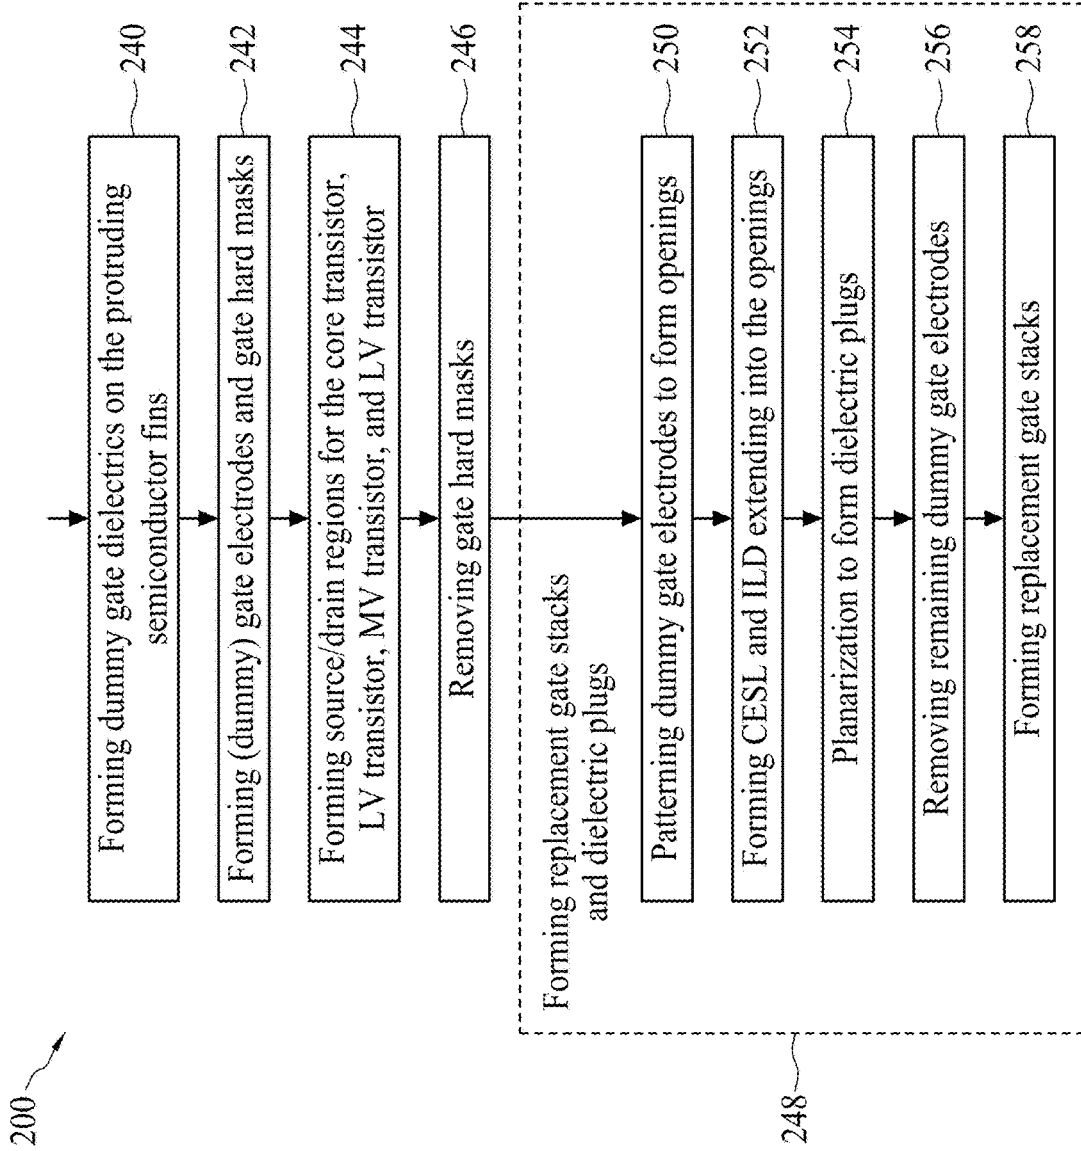 200
Forming dummy gate dielectrics on the protruding
semiconductor fins
240
Forming (dummy) gate electrodes and gate hard masks
242
Forming source/drain regions for the core transistor,
LV transistor, MV transistor, and LV transistor
244
Removing gate hard masks
246
Forming replacement gate stacks
and dielectric plugs
248
Patterning dummy gate electrodes to form openings
250
Forming CESL and ILD extending into the openings
252
Planarization to form dielectric plugs
254
Removing remaining dummy gate electrodes
256
Forming replacement gate stacks
258